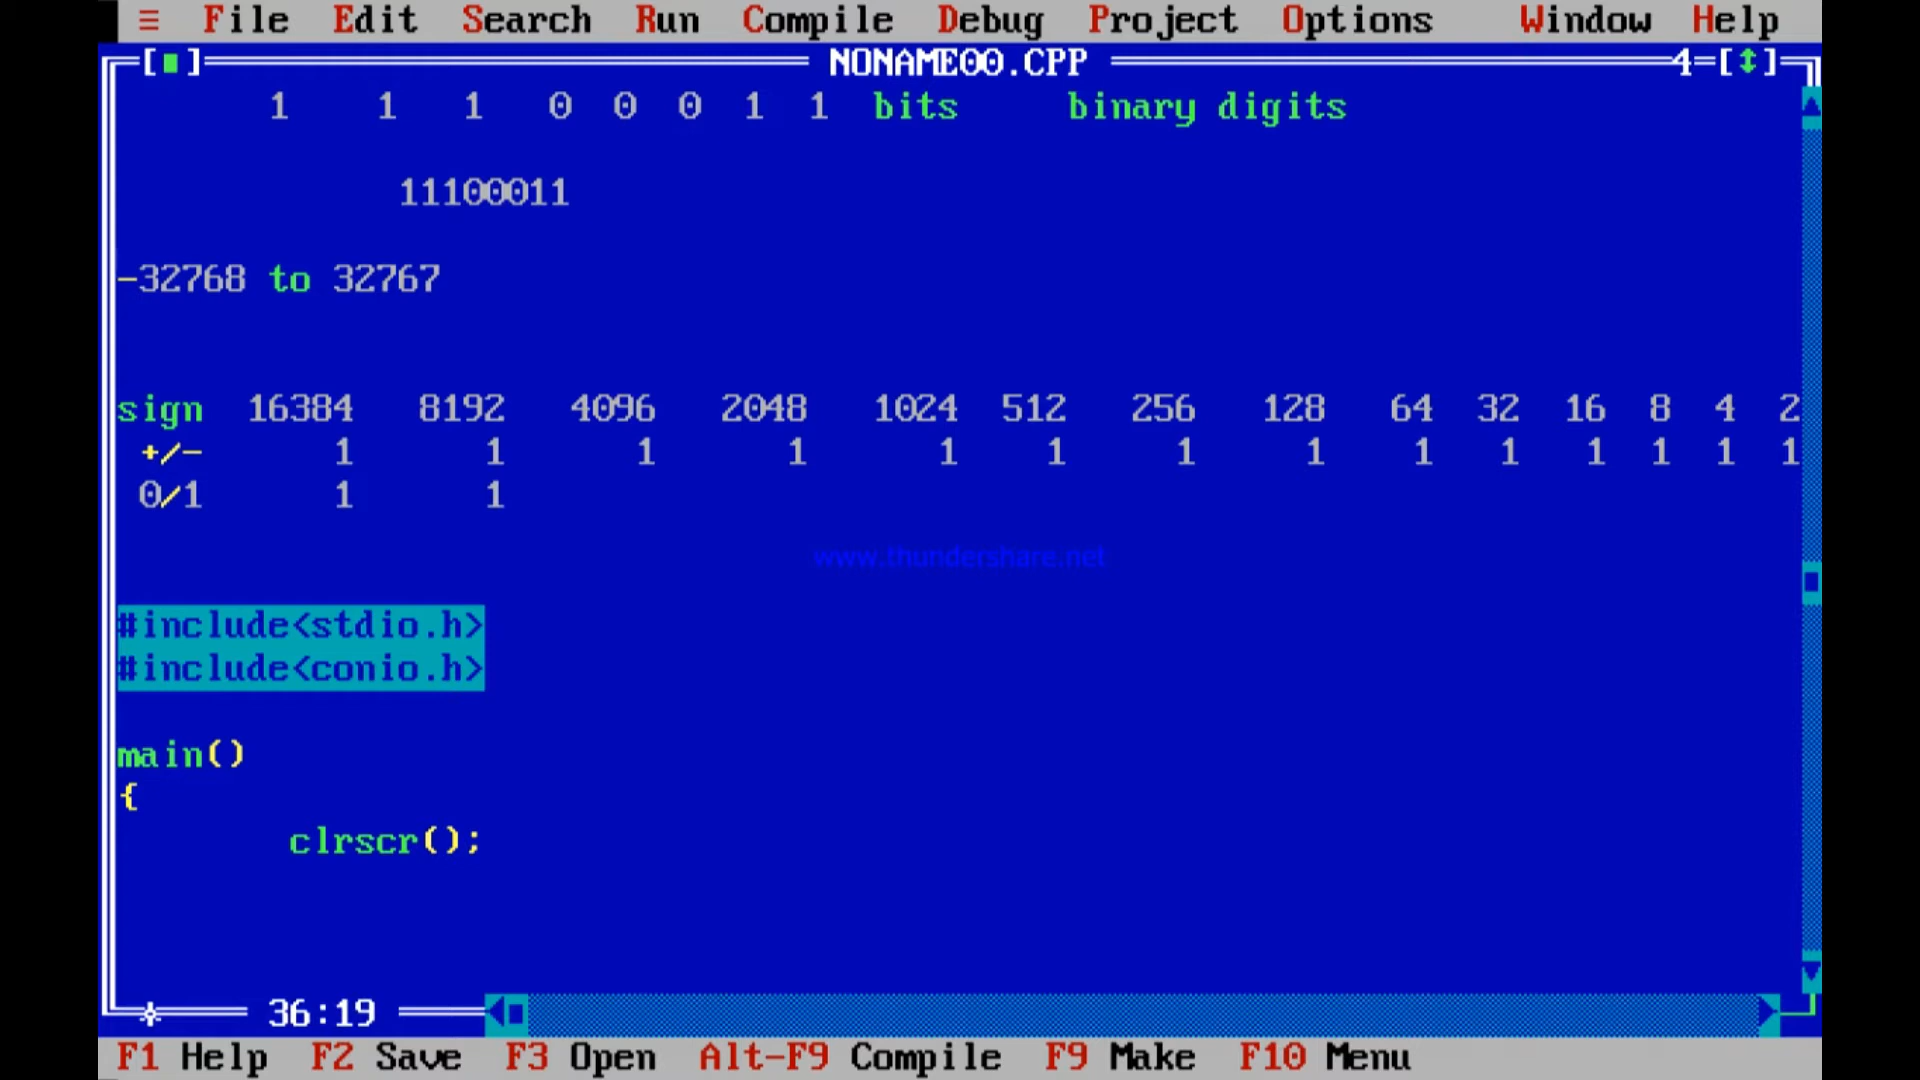 ≡ File Edit Search Run Compile Debug Project Options Window Help
[■] NONAME00.CPP 4=[↕]
1 1 1 0 0 0 1 1 bits binary digits
11100011
-32768 to 32767
sign 16384 8192 4096 2048 1024 512 256 128 64 32 16 8 4 2
+/- 1 1 1 1 1 1 1 1 1 1 1 1 1 1
0/1 1 1
www.thundershare.net
#include<stdio.h>
#include<conio.h>
main()
{
clrscr();
36:19
F1 Help F2 Save F3 Open Alt-F9 Compile F9 Make F10 Menu